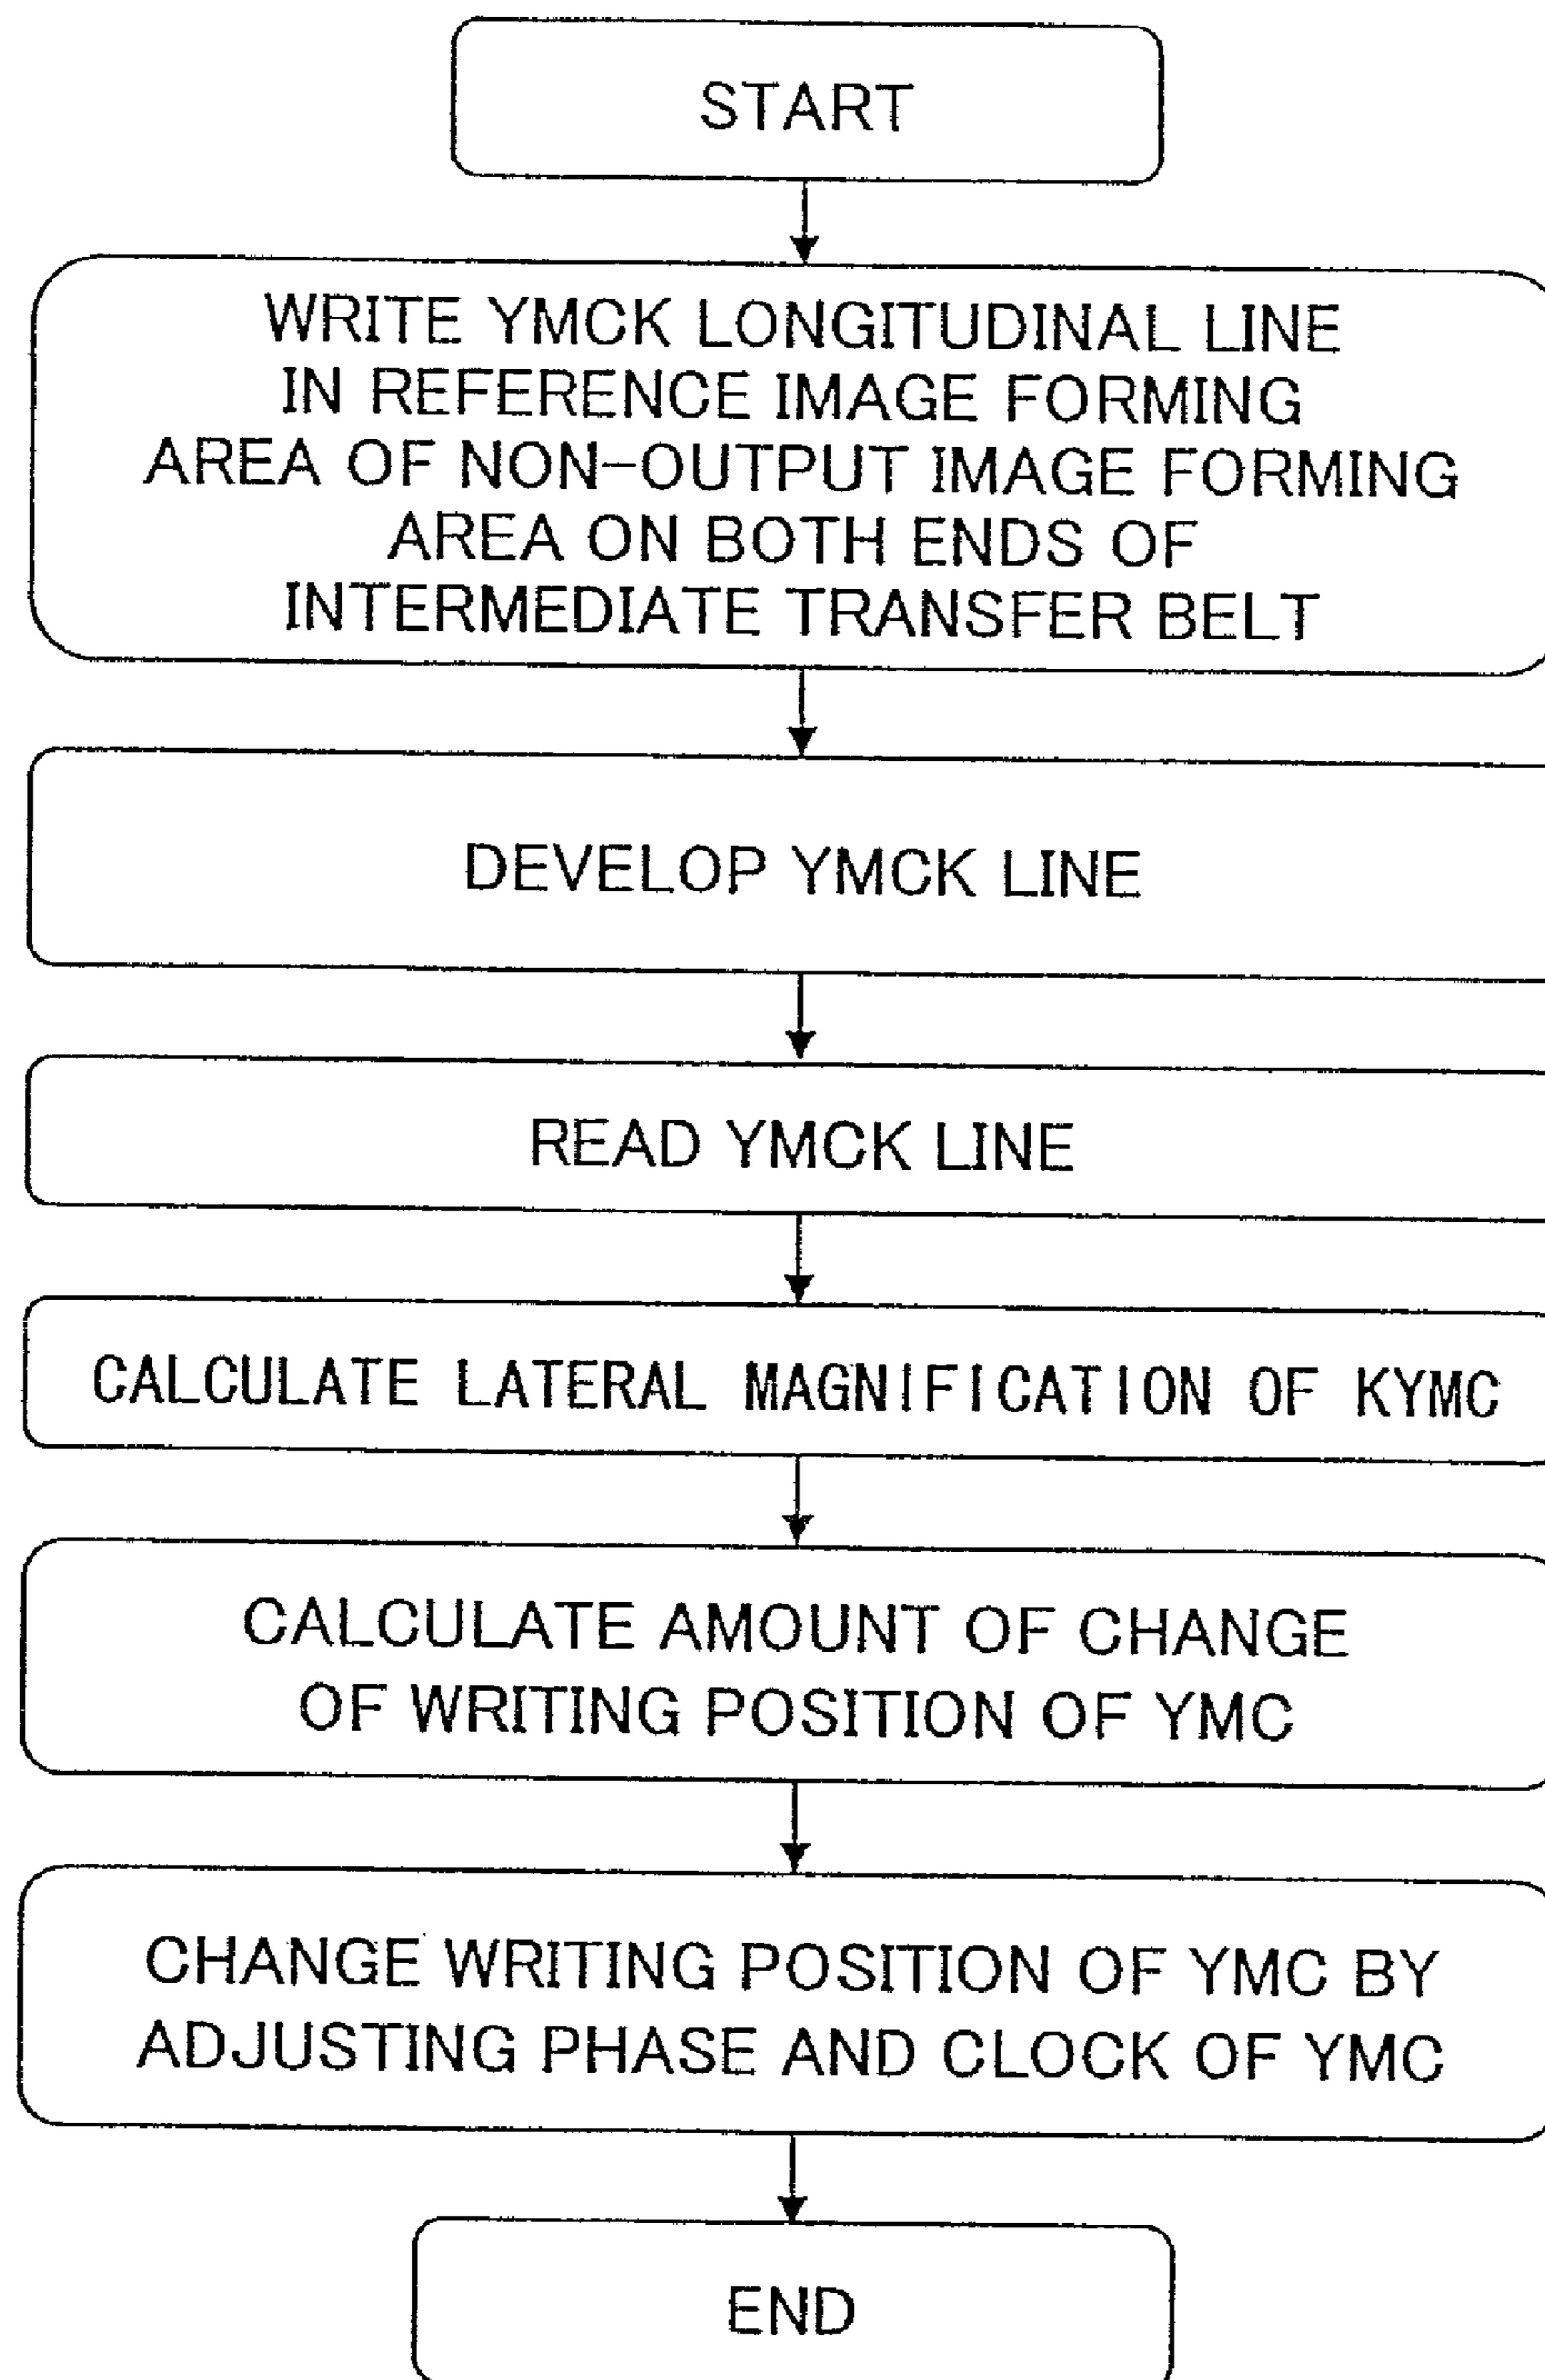 START
WRITE YMCK LONGITUDINAL LINE
IN REFERENCE IMAGE FORMING
AREA OF NON-OUTPUT IMAGE FORMING
AREA ON BOTH ENDS OF
INTERMEDIATE TRANSFER BELT
DEVELOP YMCK LINE
READ YMCK LINE
CALCULATE LATERAL MAGNIFICATION OF KYMC
CALCULATE AMOUNT OF CHANGE
OF WRITING POSITION OF YMC
CHANGE WRITING POSITION OF YMC BY
ADJUSTING PHASE AND CLOCK OF YMC
END